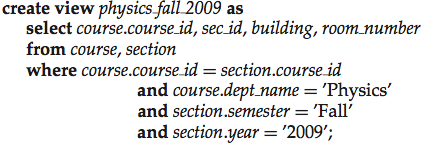 create view physics_fall_2009 as
select course.course_id, sec_id, building, room_number
from course, section
where course.course_id = section.course_id
and course.dept_name = ’Physics’
and section.semester = ’Fall’
and section.year = ’2009’;